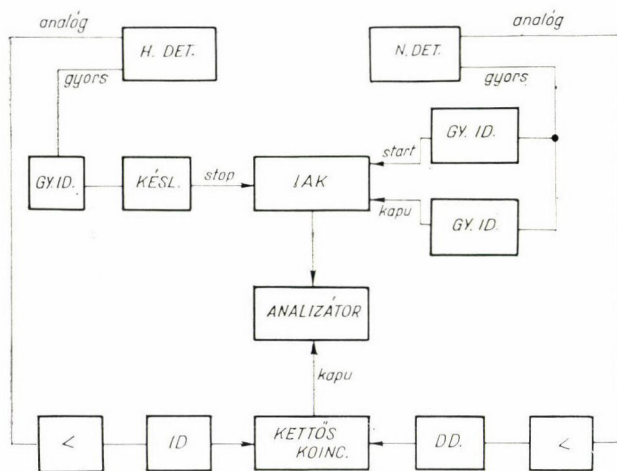 analóg
analóg
H. DET.
N. DET.
gyors
gyors
GY. ID.
start
GY. ID.
KÉSL.
stop
IAK
kapu
GY. ID.
ANALIZÁTOR
kapu
<
ID
KETTŐS
KOINC.
DD.
<